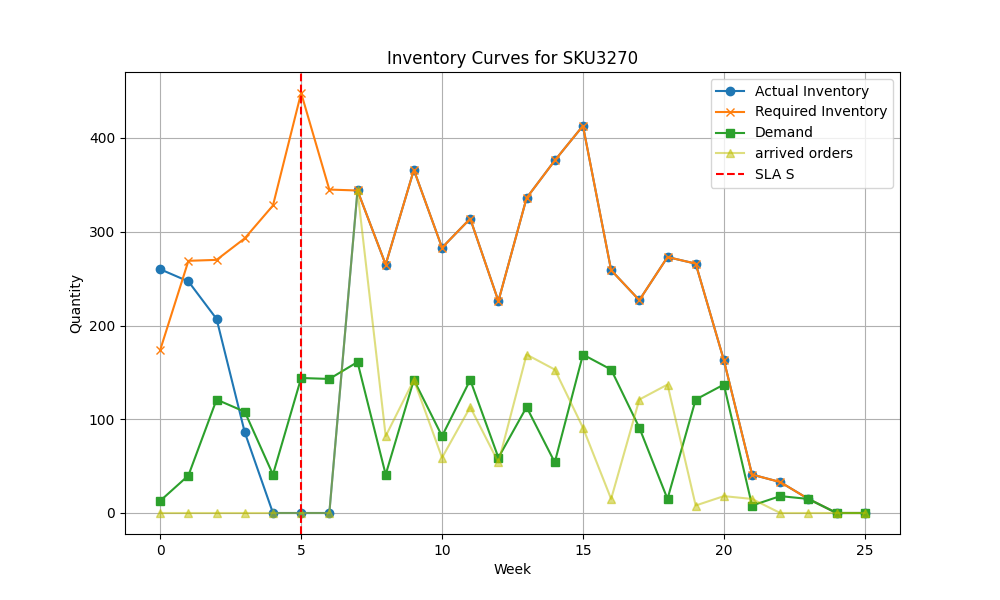 Inventory Curves for SKU3270
Actual Inventory
Required Inventory
Demand
arrived orders
SLA S
Quantity
400
300
200
100
0
0 5 10 15 20 25
Week